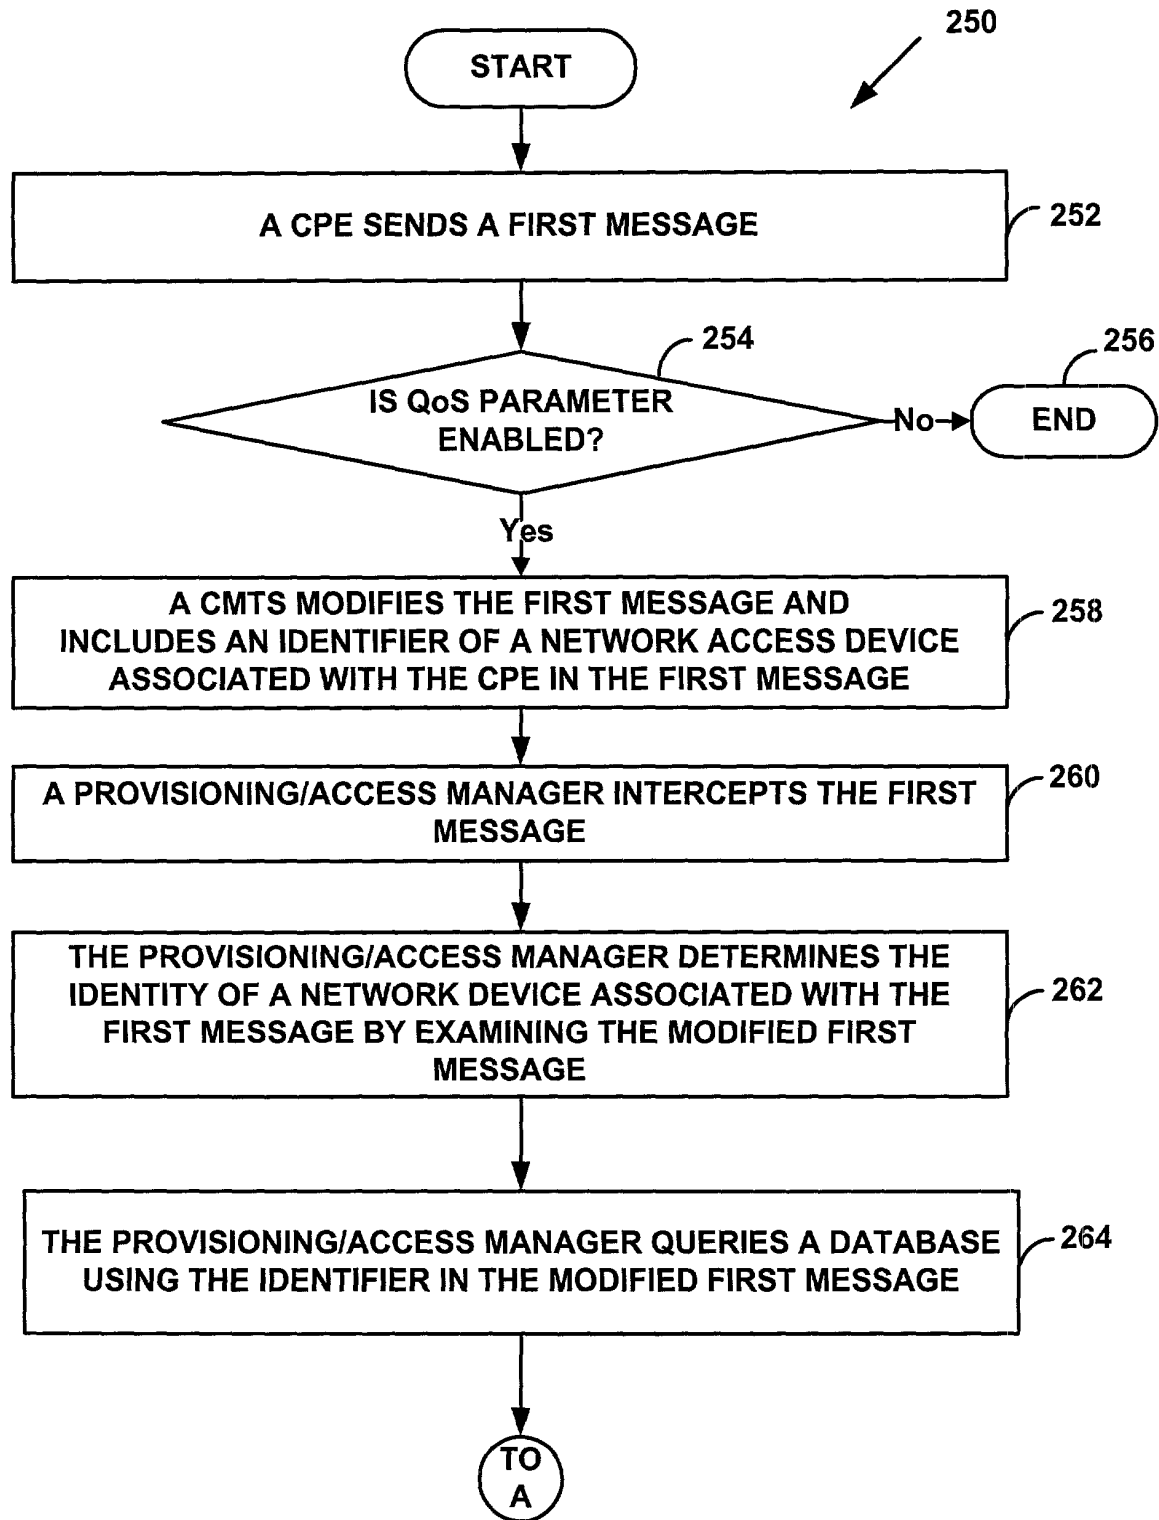 250
START
A CPE SENDS A FIRST MESSAGE
252
254
256
IS QoS PARAMETER
ENABLED?
No
END
Yes
A CMTS MODIFIES THE FIRST MESSAGE AND
INCLUDES AN IDENTIFIER OF A NETWORK ACCESS DEVICE
ASSOCIATED WITH THE CPE IN THE FIRST MESSAGE
258
A PROVISIONING/ACCESS MANAGER INTERCEPTS THE FIRST
MESSAGE
260
THE PROVISIONING/ACCESS MANAGER DETERMINES THE
IDENTITY OF A NETWORK DEVICE ASSOCIATED WITH THE
FIRST MESSAGE BY EXAMINING THE MODIFIED FIRST
MESSAGE
262
THE PROVISIONING/ACCESS MANAGER QUERIES A DATABASE
USING THE IDENTIFIER IN THE MODIFIED FIRST MESSAGE
264
TO
A